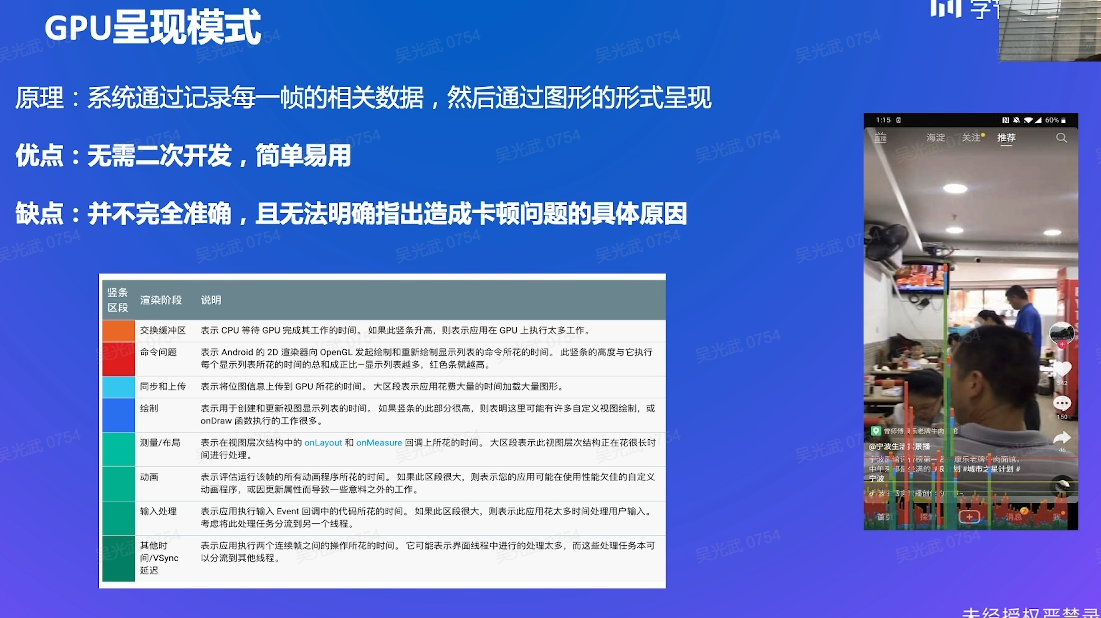 GPU呈现模式
原理：系统通过记录每一帧的相关数据，然后通过图形的形式呈现
优点：无需二次开发，简单易用
缺点：并不完全准确，且无法明确指出造成卡顿问题的具体原因
竖条
区段
渲染阶段
说明
交换缓冲区
表示 CPU 等待 GPU 完成其工作的时间。 如果此竖条升高，则表示应用在 GPU 上执行太多工作。
命令问题
表示 Android 的 2D 渲染器向 OpenGL 发起绘制和重新绘制显示列表的命令所花的时间。 此竖条的高度与它执行
每个显示列表所花的时间的总和成正比—显示列表越多，红色条就越高。
同步和上传
表示将位图信息上传到 GPU 所花的时间。 大区段表示应用花费大量的时间加载大量图形。
绘制
表示用于创建和更新视图显示列表的时间。 如果竖条的此部分很高，则表明这里可能有许多自定义视图绘制，或
onDraw 函数执行的工作很多。
测量/布局
表示在视图层次结构中的 onLayout 和 onMeasure 回调上所花的时间。 大区段表示此视图层次结构正在花很长时
间进行处理。
动画
表示评估运行该帧的所有动画程序所花的时间。 如果此区段很大，则表示您的应用可能在使用性能欠佳的自定义
动画程序，或因更新属性而导致一些意料之外的工作。
输入处理
表示应用执行输入 Event 回调中的代码所花的时间。 如果此区段很大，则表示此应用花太多时间处理用户输入。
考虑将此处理任务分流到另一个线程。
其他时
间/VSync
延迟
表示应用执行两个连续帧之间的操作所花的时间。 它可能表示界面线程中进行的处理太多，而这些处理任务本可
以分流到其他线程。
1:15
60%
海淀 关注 推荐
@宁波生活
#城市之星计划 #
宁波
首页
消息
我
吴光武 0754
未经授权严禁录